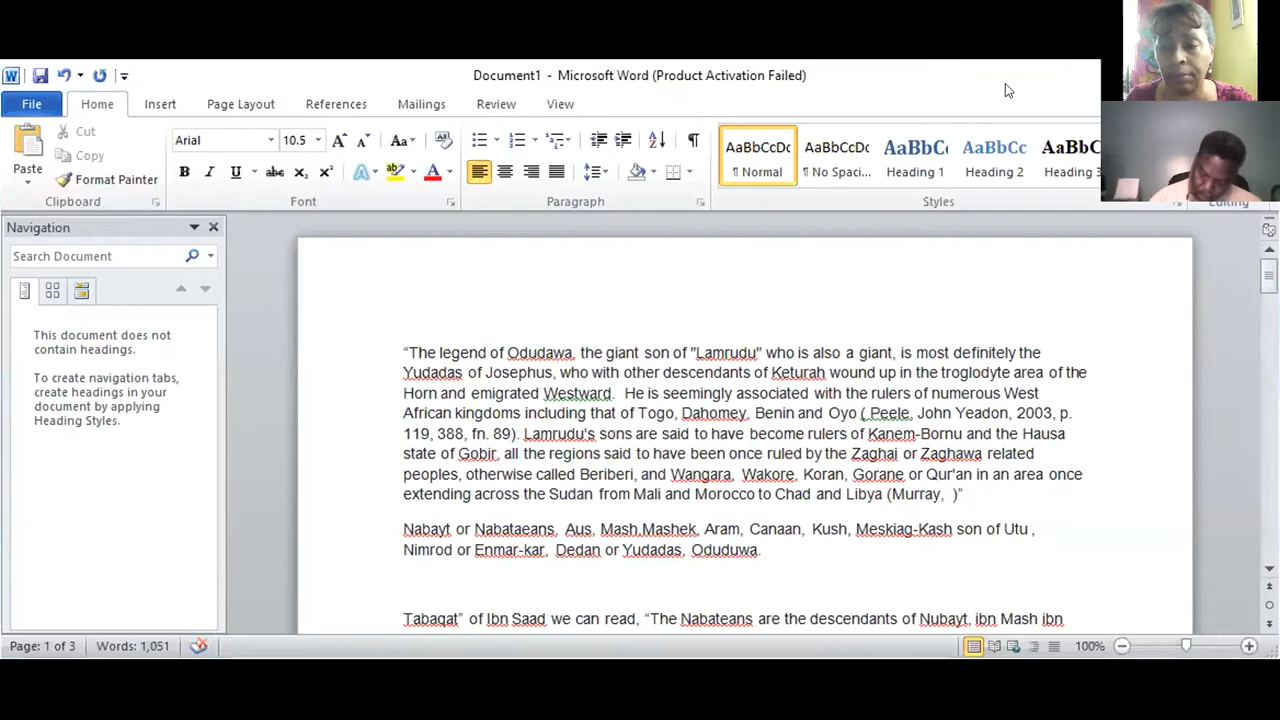 Document1 - Microsoft Word (Product Activation Failed)
File Home Insert Page Layout References Mailings Review View
Cut
Copy
Paste
Format Painter
Arial 10.5
AaBbCcDc AaBbCcDc AaBbC AaBbCc AaBbC
¶ Normal ¶ No Spaci... Heading 1 Heading 2 Heading 3
Clipboard Font Paragraph Styles Editing
Navigation
Search Document
This document does not
contain headings.
To create navigation tabs,
create headings in your
document by applying
Heading Styles.
“The legend of Odudawa, the giant son of "Lamrudu" who is also a giant, is most definitely the
Yudadas of Josephus, who with other descendants of Keturah wound up in the troglodyte area of the
Horn and emigrated Westward. He is seemingly associated with the rulers of numerous West
African kingdoms including that of Togo, Dahomey, Benin and Oyo ( Peele, John Yeadon, 2003, p.
119, 388, fn. 89). Lamrudu's sons are said to have become rulers of Kanem-Bornu and the Hausa
state of Gobir, all the regions said to have been once ruled by the Zaghai or Zaghawa related
peoples, otherwise called Beriberi, and Wangara, Wakore, Koran, Gorane or Qur'an in an area once
extending across the Sudan from Mali and Morocco to Chad and Libya (Murray, )”
Nabayt or Nabataeans, Aus, Mash,Mashek, Aram, Canaan, Kush, Meskiag-Kash son of Utu ,
Nimrod or Enmar-kar, Dedan or Yudadas, Oduduwa.
Tabaqat” of Ibn Saad we can read, “The Nabateans are the descendants of Nubayt, ibn Mash ibn
Page: 1 of 3 Words: 1,051 100%